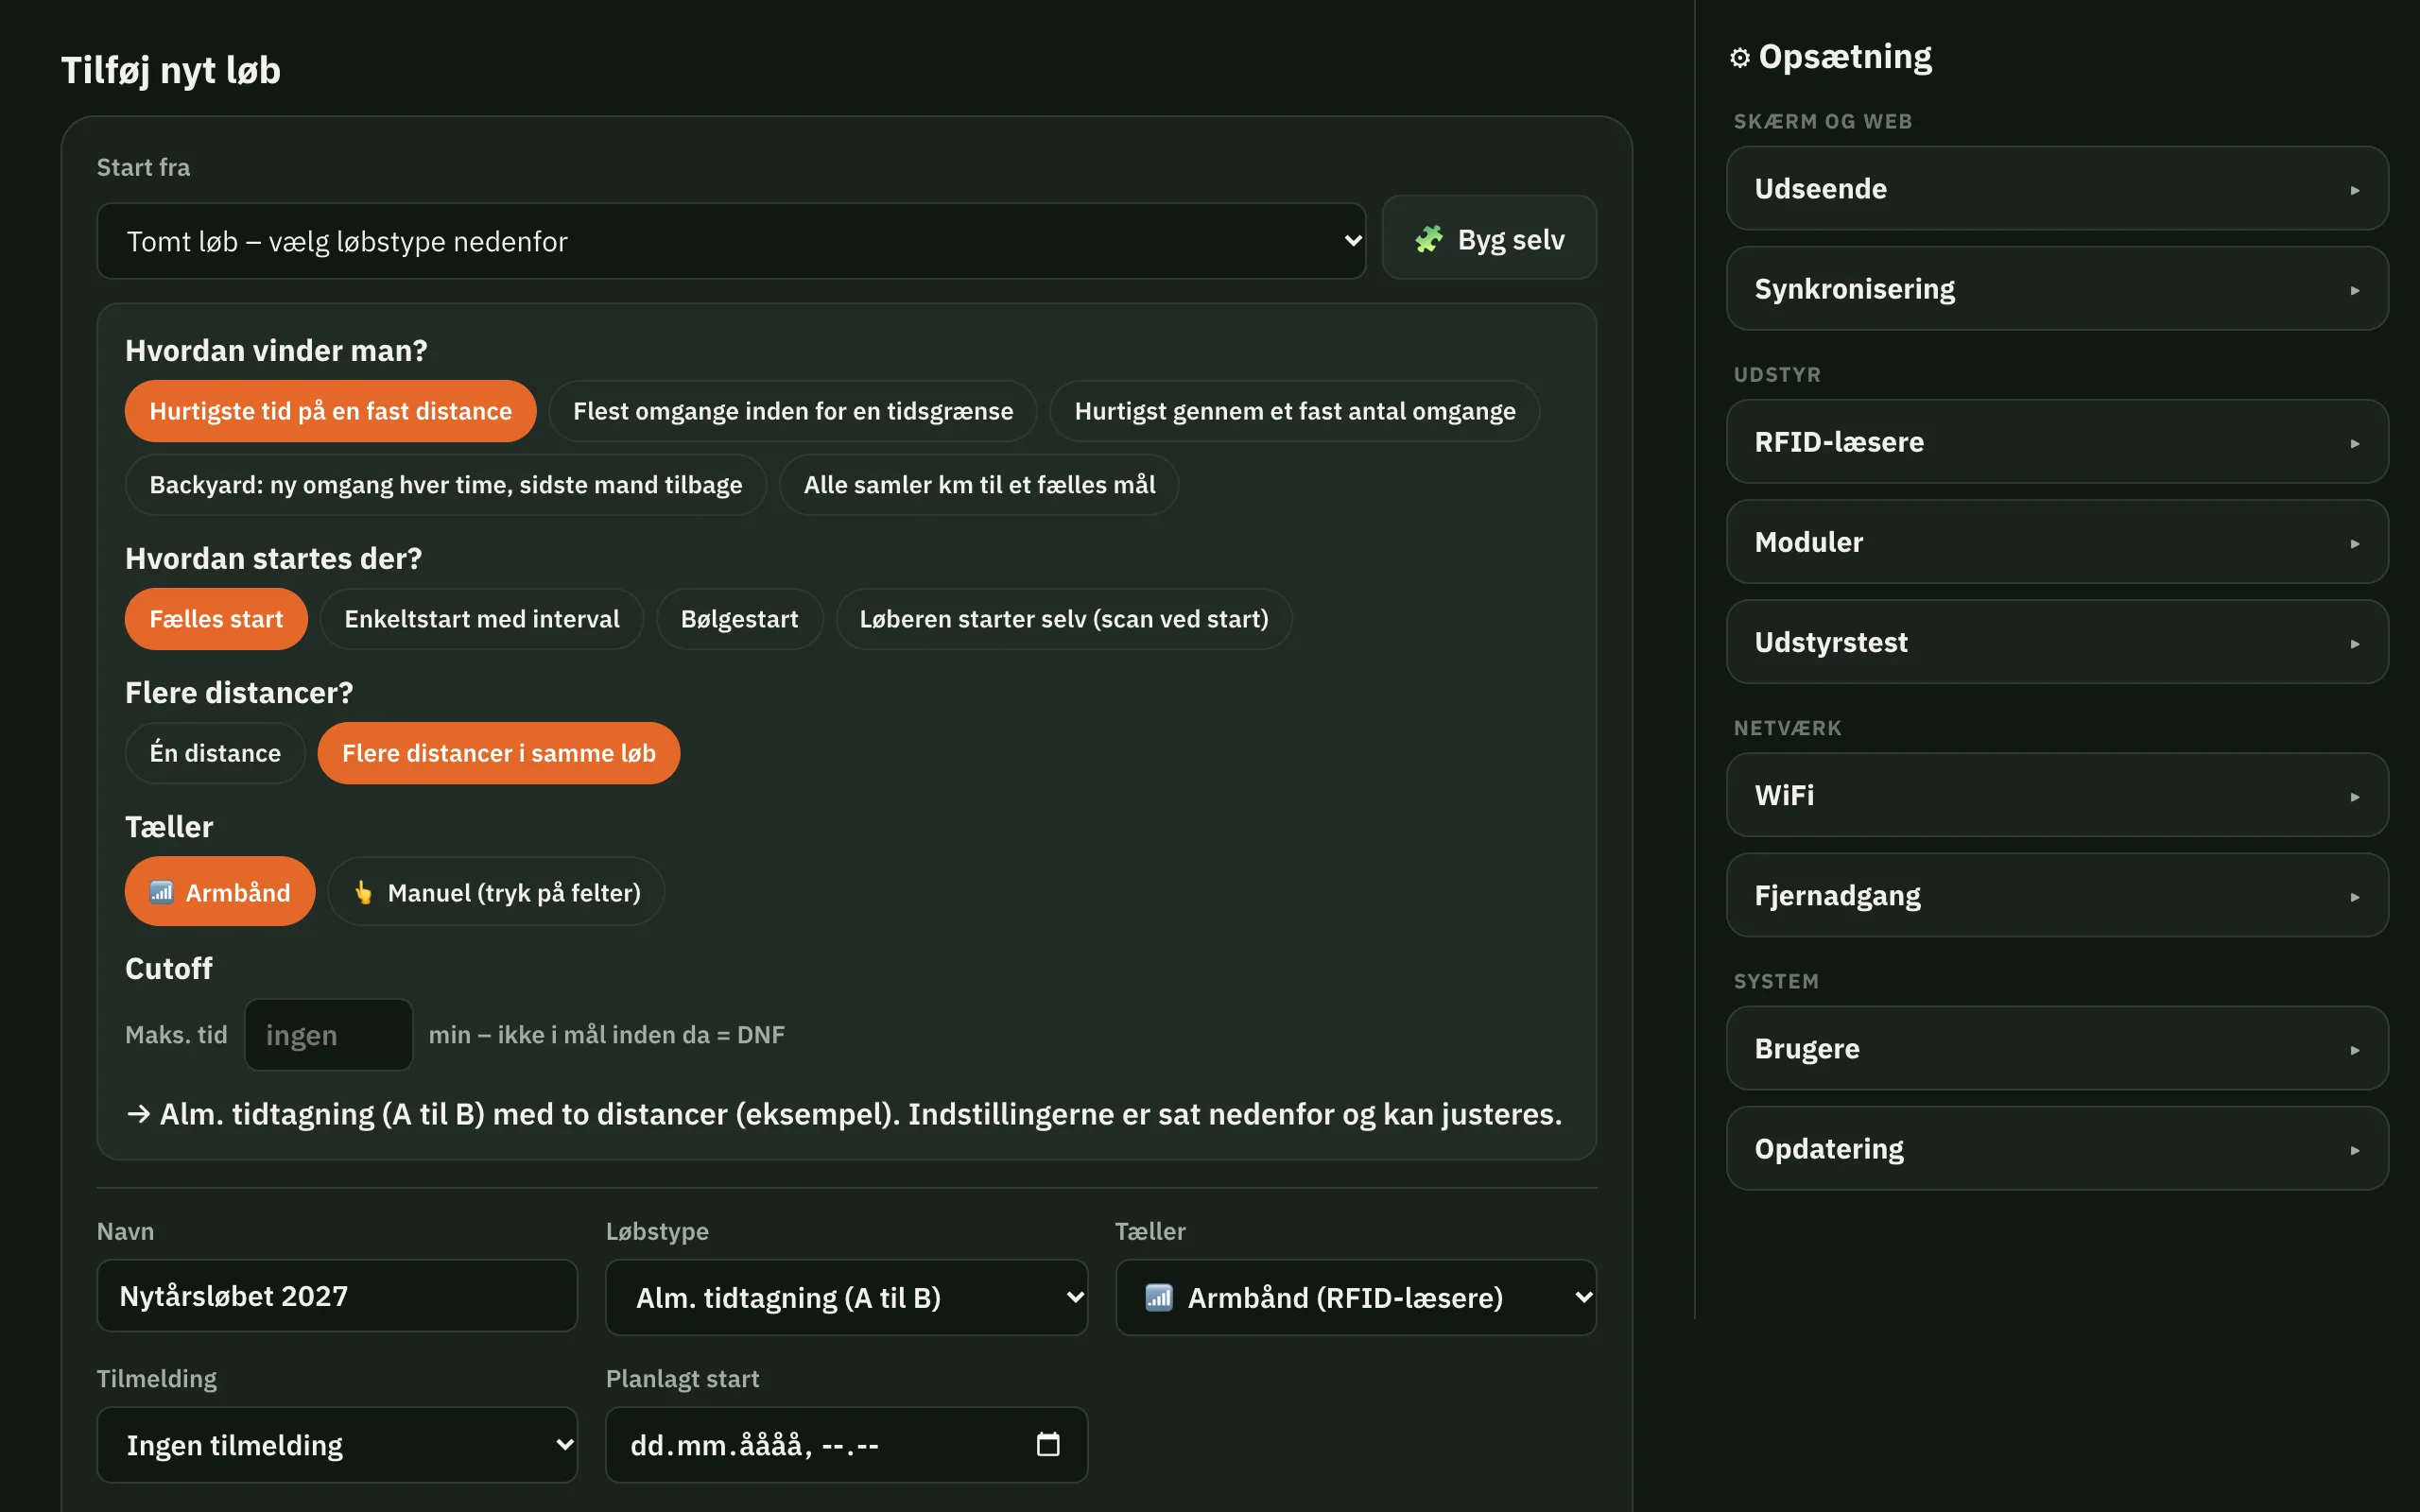 Tilføj nyt løb
Start fra
Tomt løb – vælg løbstype nedenfor
Byg selv
Hvordan vinder man?
Hurtigste tid på en fast distance
Flest omgange inden for en tidsgrænse
Hurtigst gennem et fast antal omgange
Backyard: ny omgang hver time, sidste mand tilbage
Alle samler km til et fælles mål
Hvordan startes der?
Fælles start
Enkeltstart med interval
Bølgestart
Løberen starter selv (scan ved start)
Flere distancer?
Én distance
Flere distancer i samme løb
Tæller
Armbånd
Manuel (tryk på felter)
Cutoff
Maks. tid
ingen
min – ikke i mål inden da = DNF
→ Alm. tidtagning (A til B) med to distancer (eksempel). Indstillingerne er sat nedenfor og kan justeres.
Navn
Nytårsløbet 2027
Løbstype
Alm. tidtagning (A til B)
Tæller
Armbånd (RFID-læsere)
Tilmelding
Ingen tilmelding
Planlagt start
dd.mm.åååå, --.--
Opsætning
SKÆRM OG WEB
Udseende
Synkronisering
UDSTYR
RFID-læsere
Moduler
Udstyrstest
NETVÆRK
WiFi
Fjernadgang
SYSTEM
Brugere
Opdatering